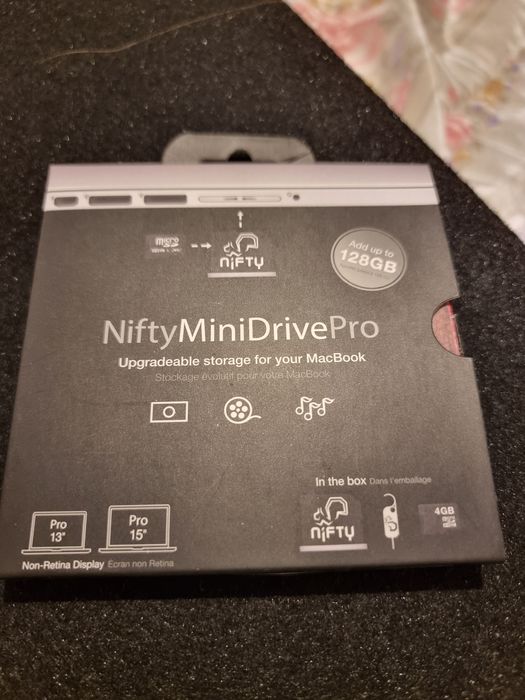 micro
NiFTY
Add up to
128GB
NiftyMiniDrivePro
Upgradeable storage for your MacBook
Stockage évolutif pour votre MacBook
In the box Dans l'emballage
Pro
13"
Pro
15"
NiFTY
4GB
micro
Non-Retina Display Ecran non Retina